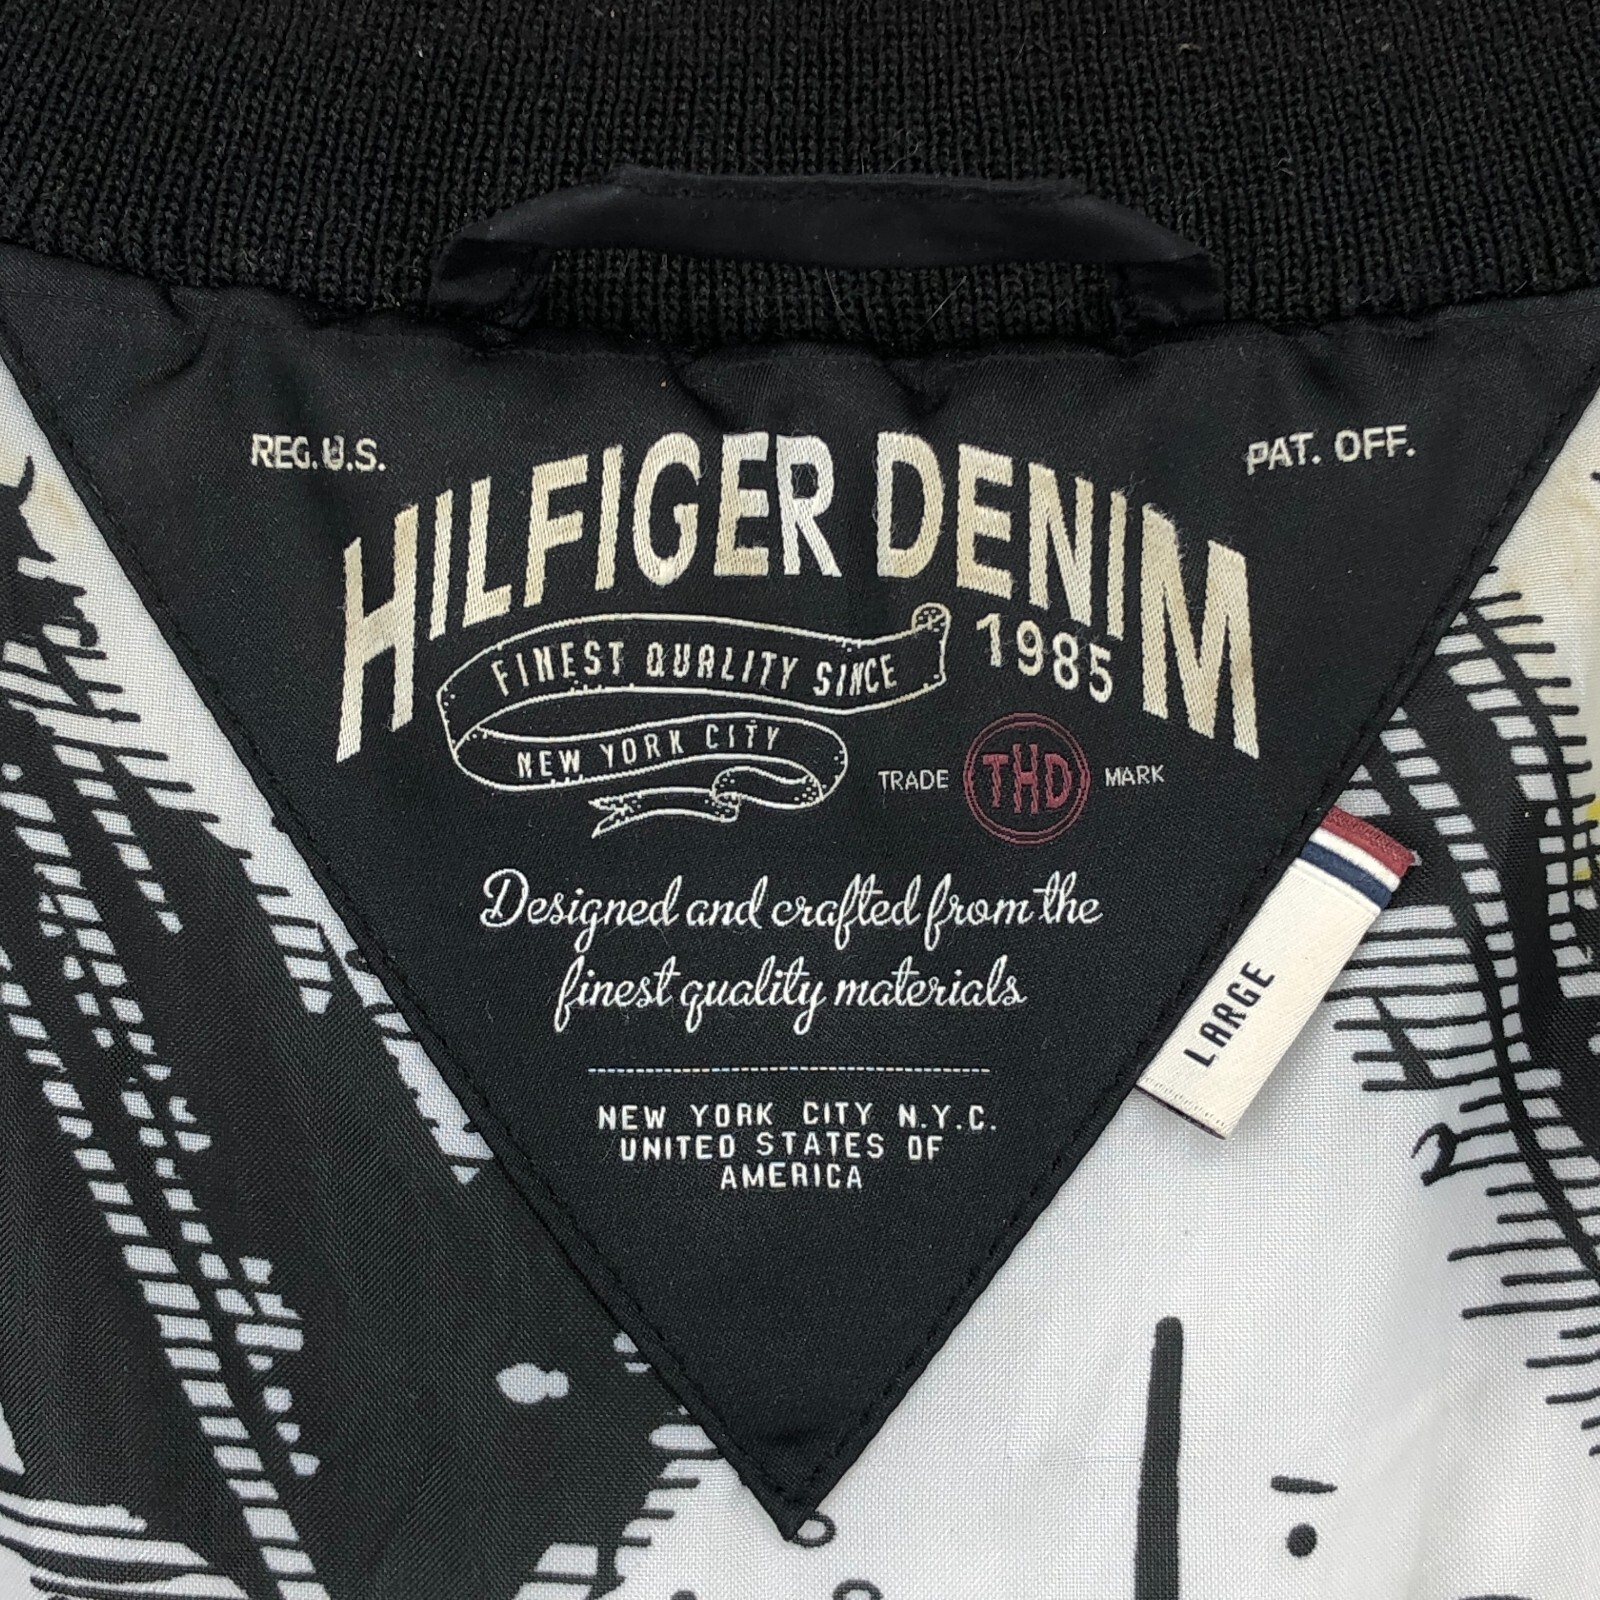 REG. U.S.
PAT. OFF.
HILFIGER DENIM
FINEST QUALITY SINCE
1985
NEW YORK CITY
TRADE THD MARK
Designed and crafted from the
finest quality materials
NEW YORK CITY N.Y.C.
UNITED STATES OF
AMERICA
LARGE